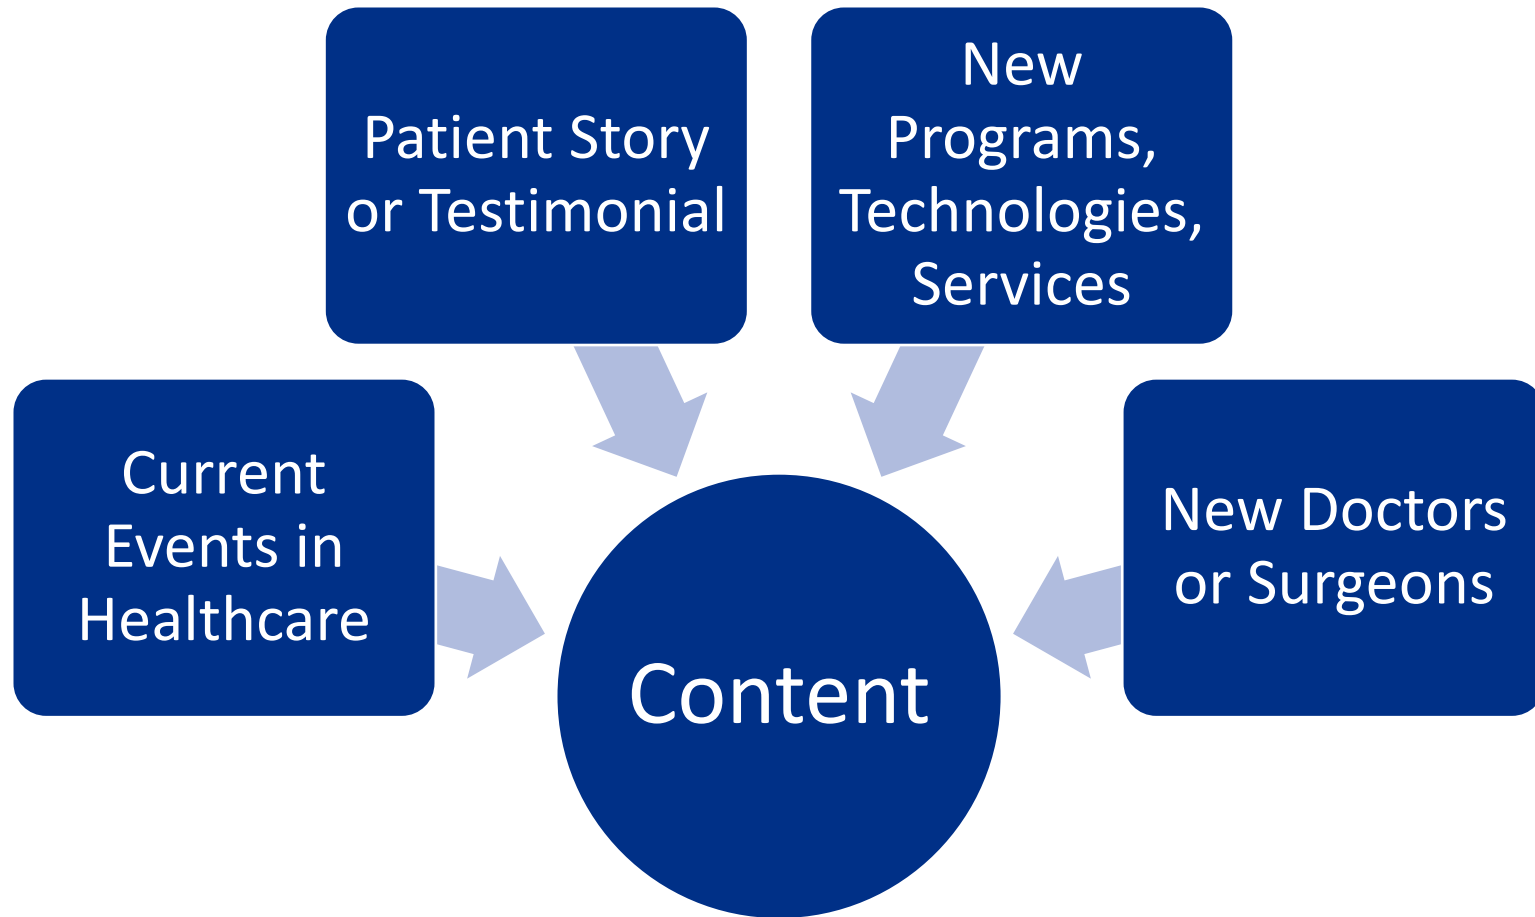 Patient Story
or Testimonial
New
Programs,
Technologies,
Services
Current
Events in
Healthcare
New Doctors
or Surgeons
Content